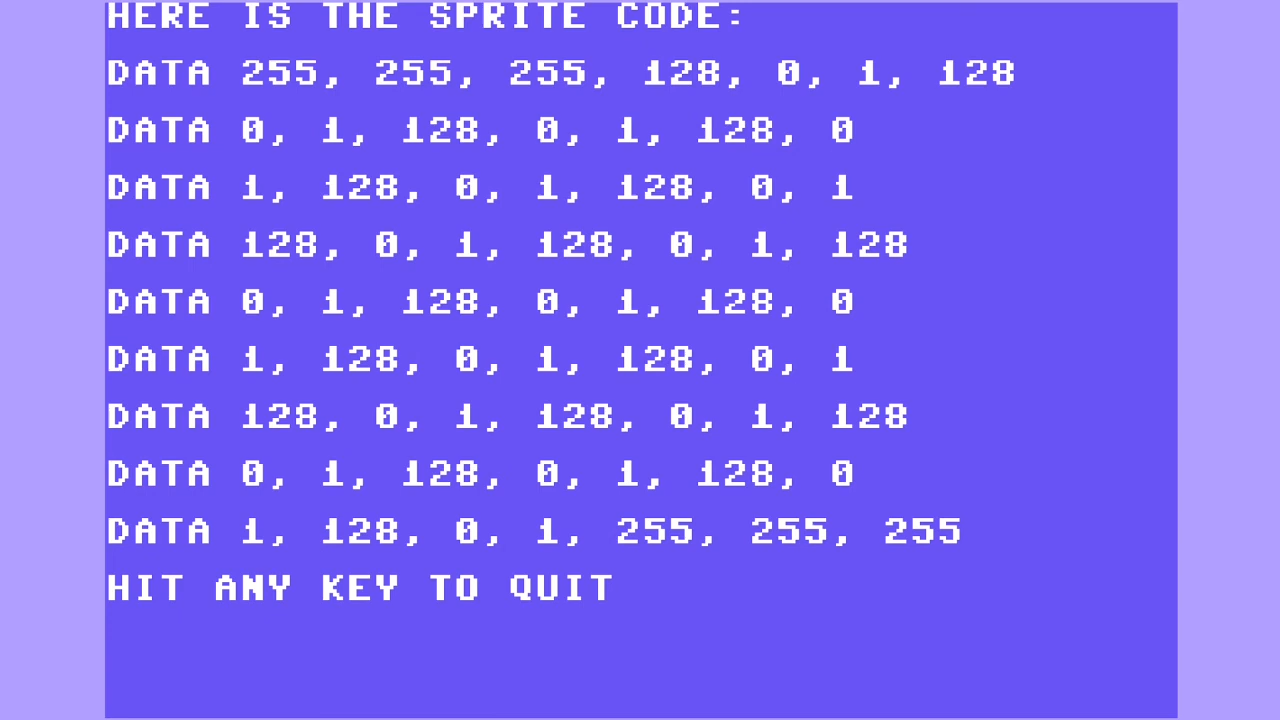 HERE IS THE SPRITE CODE:
DATA 255, 255, 255, 128, 0, 1, 128
DATA 0, 1, 128, 0, 1, 128, 0
DATA 1, 128, 0, 1, 128, 0, 1
DATA 128, 0, 1, 128, 0, 1, 128
DATA 0, 1, 128, 0, 1, 128, 0
DATA 1, 128, 0, 1, 128, 0, 1
DATA 128, 0, 1, 128, 0, 1, 128
DATA 0, 1, 128, 0, 1, 128, 0
DATA 1, 128, 0, 1, 255, 255, 255
HIT ANY KEY TO QUIT